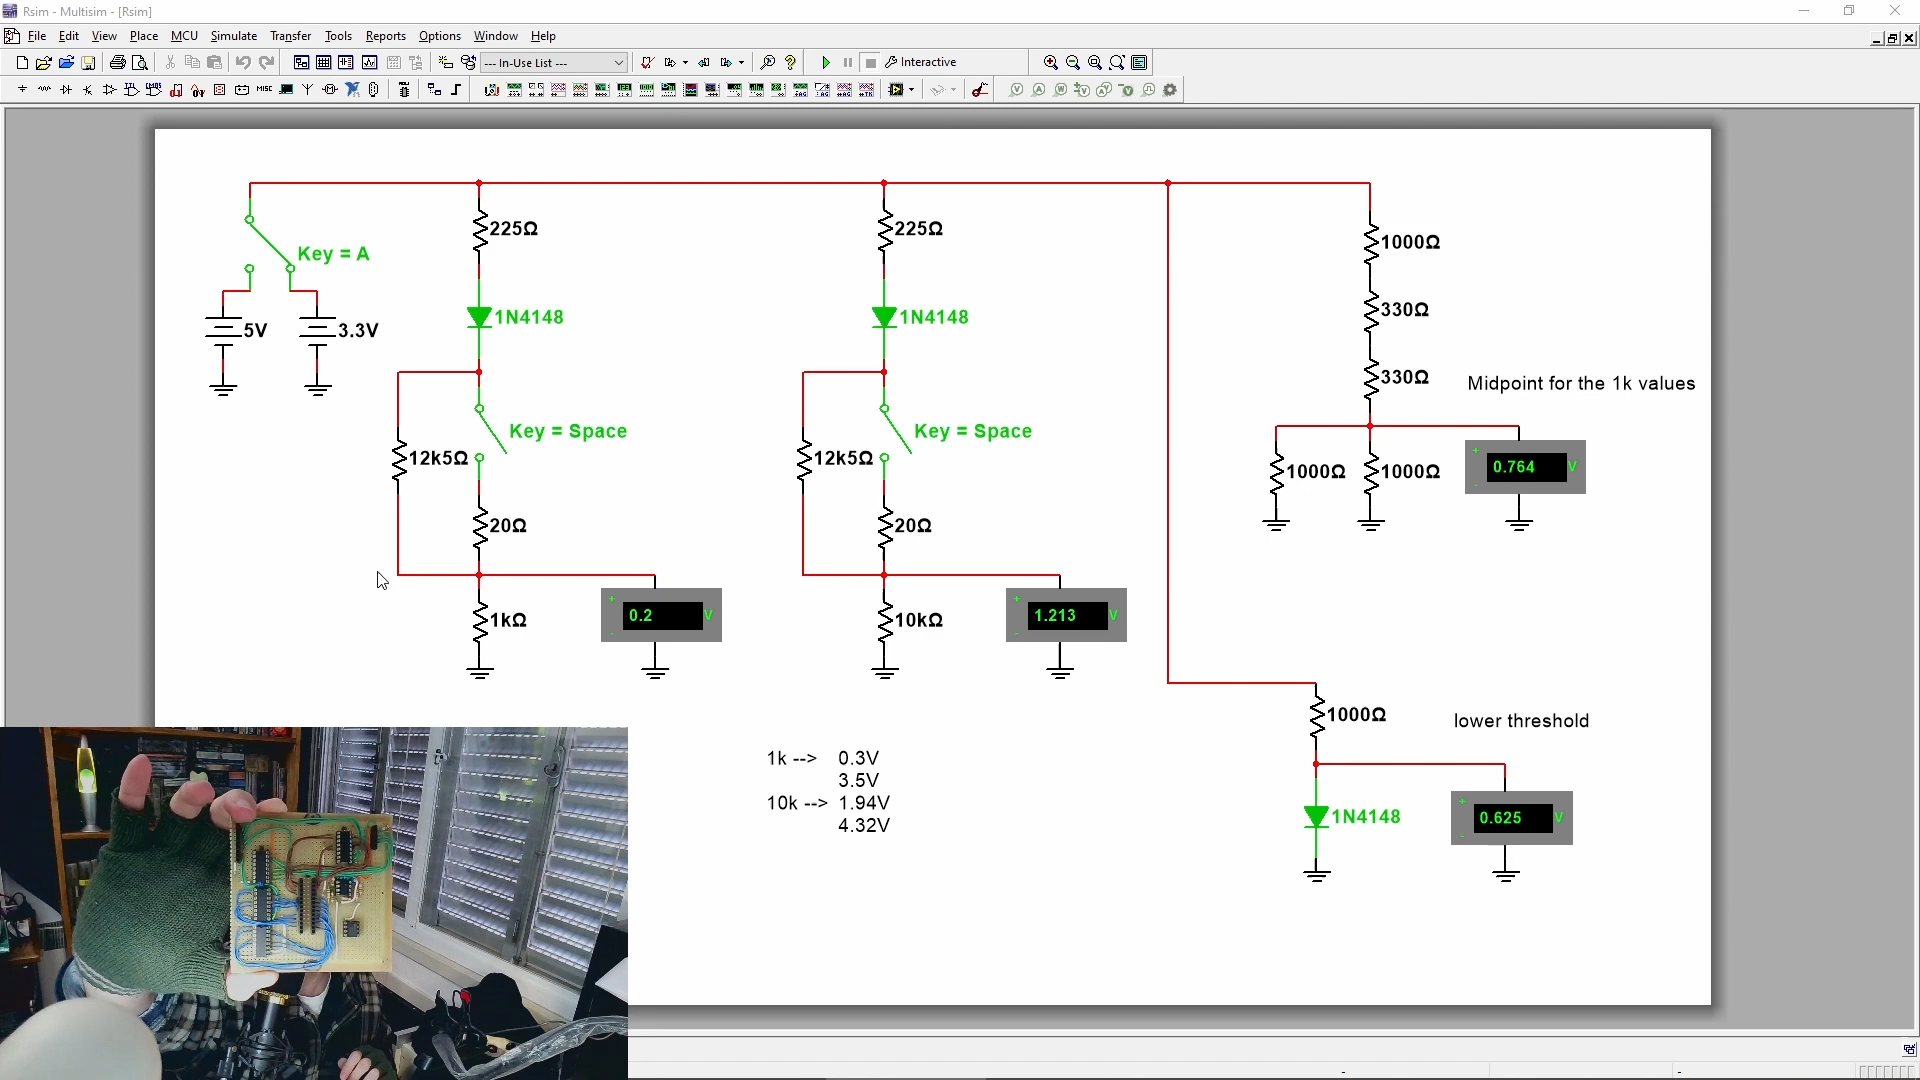 Rsim - Multisim - [Rsim]
File Edit View Place MCU Simulate Transfer Tools Reports Options Window Help
--- In-Use List ---
Interactive
MISC
225Ω
225Ω
1000Ω
Key = A
330Ω
1N4148
1N4148
5V
3.3V
330Ω
Midpoint for the 1k values
Key = Space
Key = Space
12k5Ω
12k5Ω
1000Ω
1000Ω
0.764 V
20Ω
20Ω
1kΩ
0.2 V
10kΩ
1.213 V
1000Ω
lower threshold
1k --> 0.3V
3.5V
10k --> 1.94V
4.32V
1N4148
0.625 V